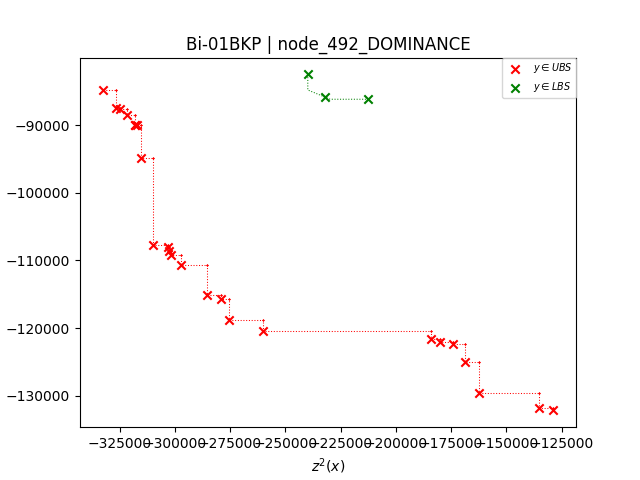 Bi-01BKP | node_492_DOMINANCE
y ∈ UBS
y ∈ LBS
−90000
−100000
−110000
−120000
−130000
−325000 −300000 −275000 −250000 −225000 −200000 −175000 −150000 −125000
z²(x)